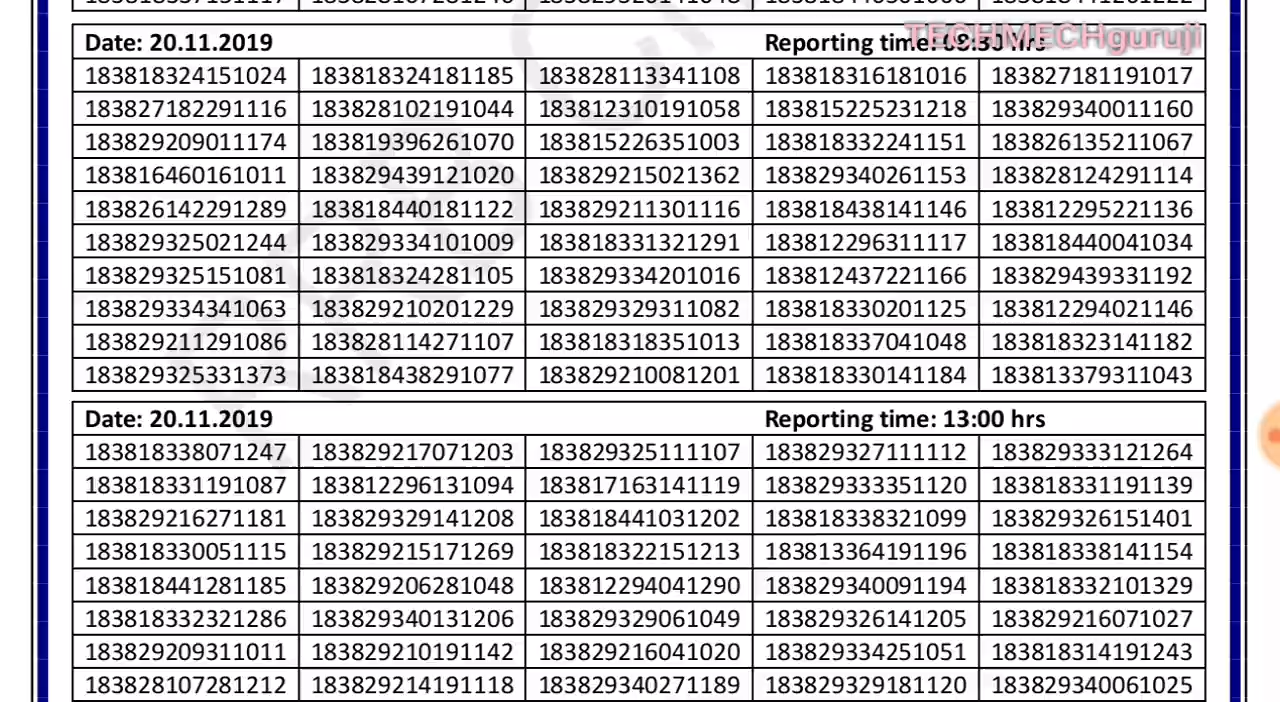 Date: 20.11.2019 Reporting time: 08:30 hrs
TECHMECHguruji
183818324151024 183818324181185 183828113341108 183818316181016 183827181191017
183827182291116 183828102191044 183812310191058 183815225231218 183829340011160
183829209011174 183819396261070 183815226351003 183818332241151 183826135211067
183816460161011 183829439121020 183829215021362 183829340261153 183828124291114
183826142291289 183818440181122 183829211301116 183818438141146 183812295221136
183829325021244 183829334101009 183818331321291 183812296311117 183818440041034
183829325151081 183818324281105 183829334201016 183812437221166 183829439331192
183829334341063 183829210201229 183829329311082 183818330201125 183812294021146
183829211291086 183828114271107 183818318351013 183818337041048 183818323141182
183829325331373 183818438291077 183829210081201 183818330141184 183813379311043
Date: 20.11.2019 Reporting time: 13:00 hrs
183818338071247 183829217071203 183829325111107 183829327111112 183829333121264
183818331191087 183812296131094 183817163141119 183829333351120 183818331191139
183829216271181 183829329141208 183818441031202 183818338321099 183829326151401
183818330051115 183829215171269 183818322151213 183813364191196 183818338141154
183818441281185 183829206281048 183812294041290 183829340091194 183818332101329
183818332321286 183829340131206 183829329061049 183829326141205 183829216071027
183829209311011 183829210191142 183829216041020 183829334251051 183818314191243
183828107281212 183829214191118 183829340271189 183829329181120 183829340061025